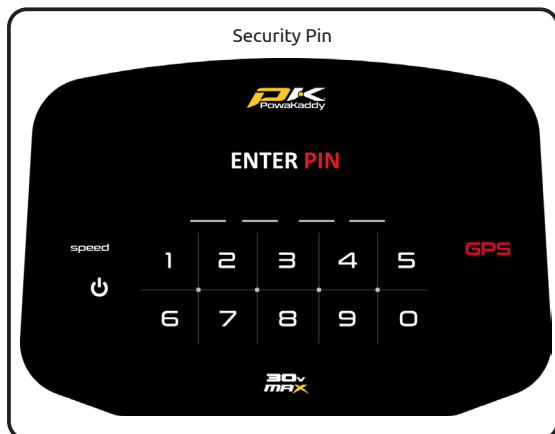 Security Pin
PK
PowaKaddy
ENTER PIN
speed
GPS
1 2 3 4 5
6 7 8 9 0
30v
MAX